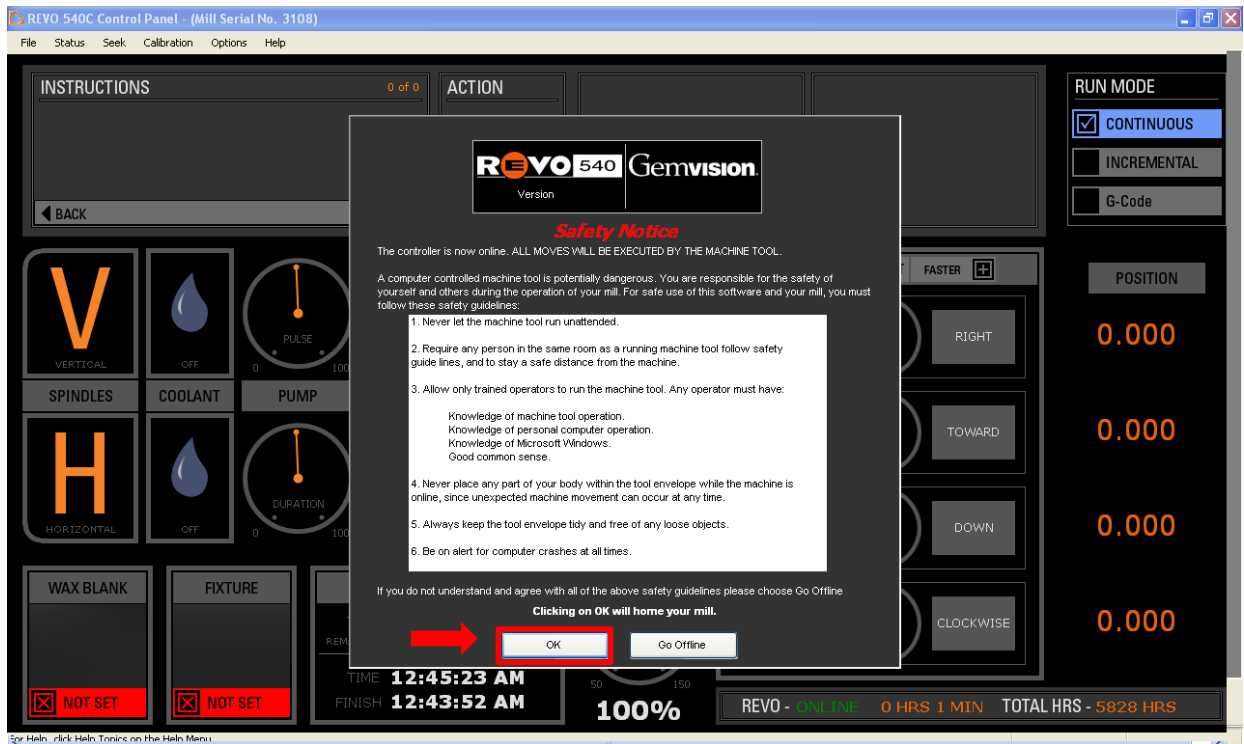 REVO 540C Control Panel - (Mill Serial No. 3108)
File Status Seek Calibration Options Help
INSTRUCTIONS 0 of 0
ACTION
BACK
RUN MODE
CONTINUOUS
INCREMENTAL
G-Code
REVO 540 Gemvision
Version
Safety Notice
The controller is now online. ALL MOVES WILL BE EXECUTED BY THE MACHINE TOOL.
A computer controlled machine tool is potentially dangerous. You are responsible for the safety of
yourself and others during the operation of your mill. For safe use of this software and your mill, you must
follow these safety guidelines:
1. Never let the machine tool run unattended.
2. Require any person in the same room as a running machine tool follow safety
guide lines, and to stay a safe distance from the machine.
3. Allow only trained operators to run the machine tool. Any operator must have:
Knowledge of machine tool operation.
Knowledge of personal computer operation.
Knowledge of Microsoft Windows.
Good common sense.
4. Never place any part of your body within the tool envelope while the machine is
online, since unexpected machine movement can occur at any time.
5. Always keep the tool envelope tidy and free of any loose objects.
6. Be on alert for computer crashes at all times.
If you do not understand and agree with all of the above safety guidelines please choose Go Offline
Clicking on OK will home your mill.
OK Go Offline
V
VERTICAL
OFF
PULSE
0 100
SPINDLES COOLANT PUMP
H
HORIZONTAL
OFF
DURATION
0 100
FASTER
POSITION
RIGHT 0.000
TOWARD 0.000
DOWN 0.000
CLOCKWISE 0.000
WAX BLANK
NOT SET
FIXTURE
NOT SET
TIME 12:45:23 AM
FINISH 12:43:52 AM
50 150
100%
REVO - ONLINE 0 HRS 1 MIN TOTAL HRS - 5828 HRS
For Help, click Help Topics on the Help Menu